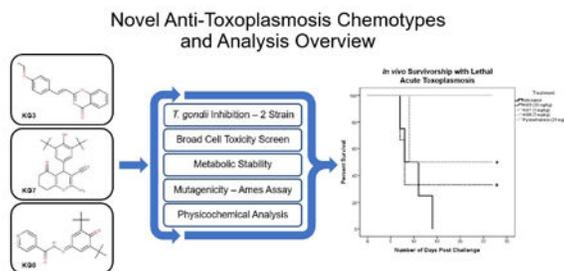 Novel Anti-Toxoplasmosis Chemotypes
and Analysis Overview
KG3
KG7
KG8
T. gondii Inhibition – 2 Strain
Broad Cell Toxicity Screen
Metabolic Stability
Mutagenicity – Ames Assay
Physicochemical Analysis
In vivo Survivorship with Lethal
Acute Toxoplasmosis
Treatment
Percent Survival
Number of Days Post Challenge